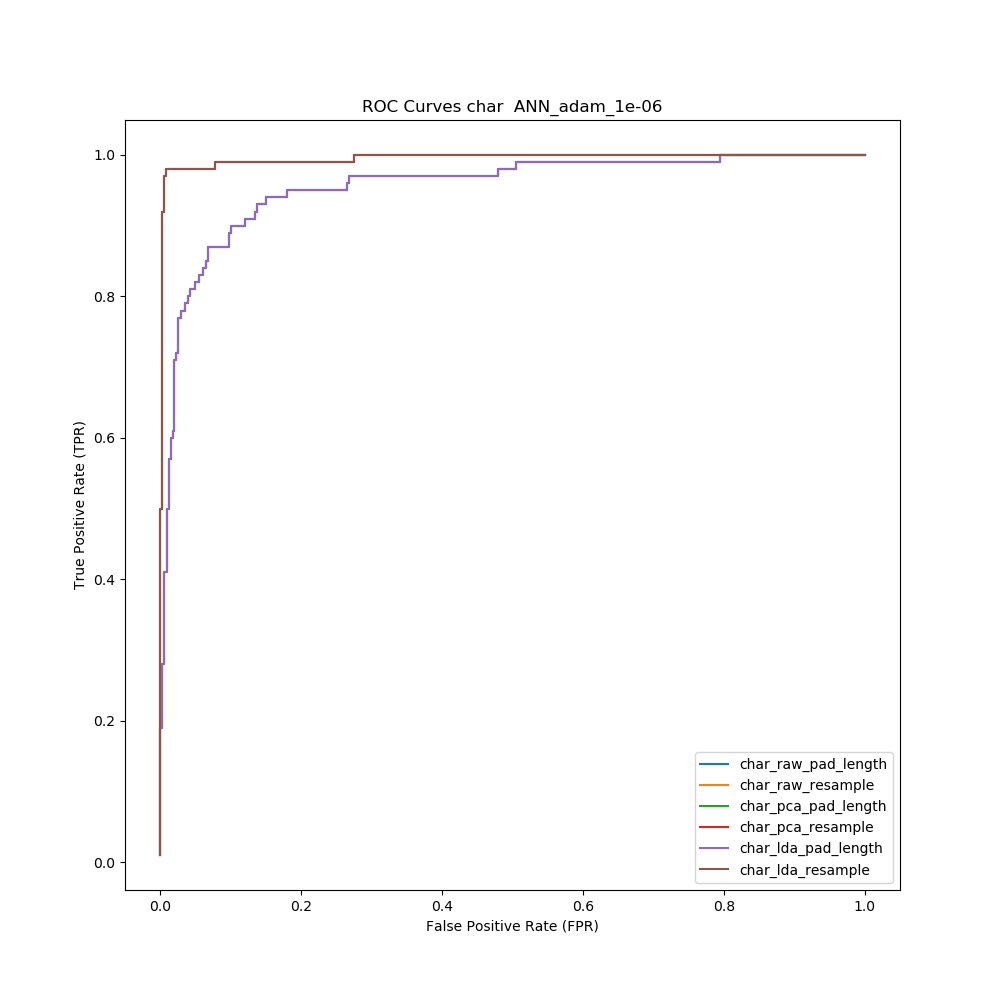 ROC Curves char  ANN_adam_1e-06
1.0
0.8
0.6
0.4
0.2
0.0
True Positive Rate (TPR)
char_raw_pad_length
char_raw_resample
char_pca_pad_length
char_pca_resample
char_lda_pad_length
char_lda_resample
0.0 0.2 0.4 0.6 0.8 1.0
False Positive Rate (FPR)